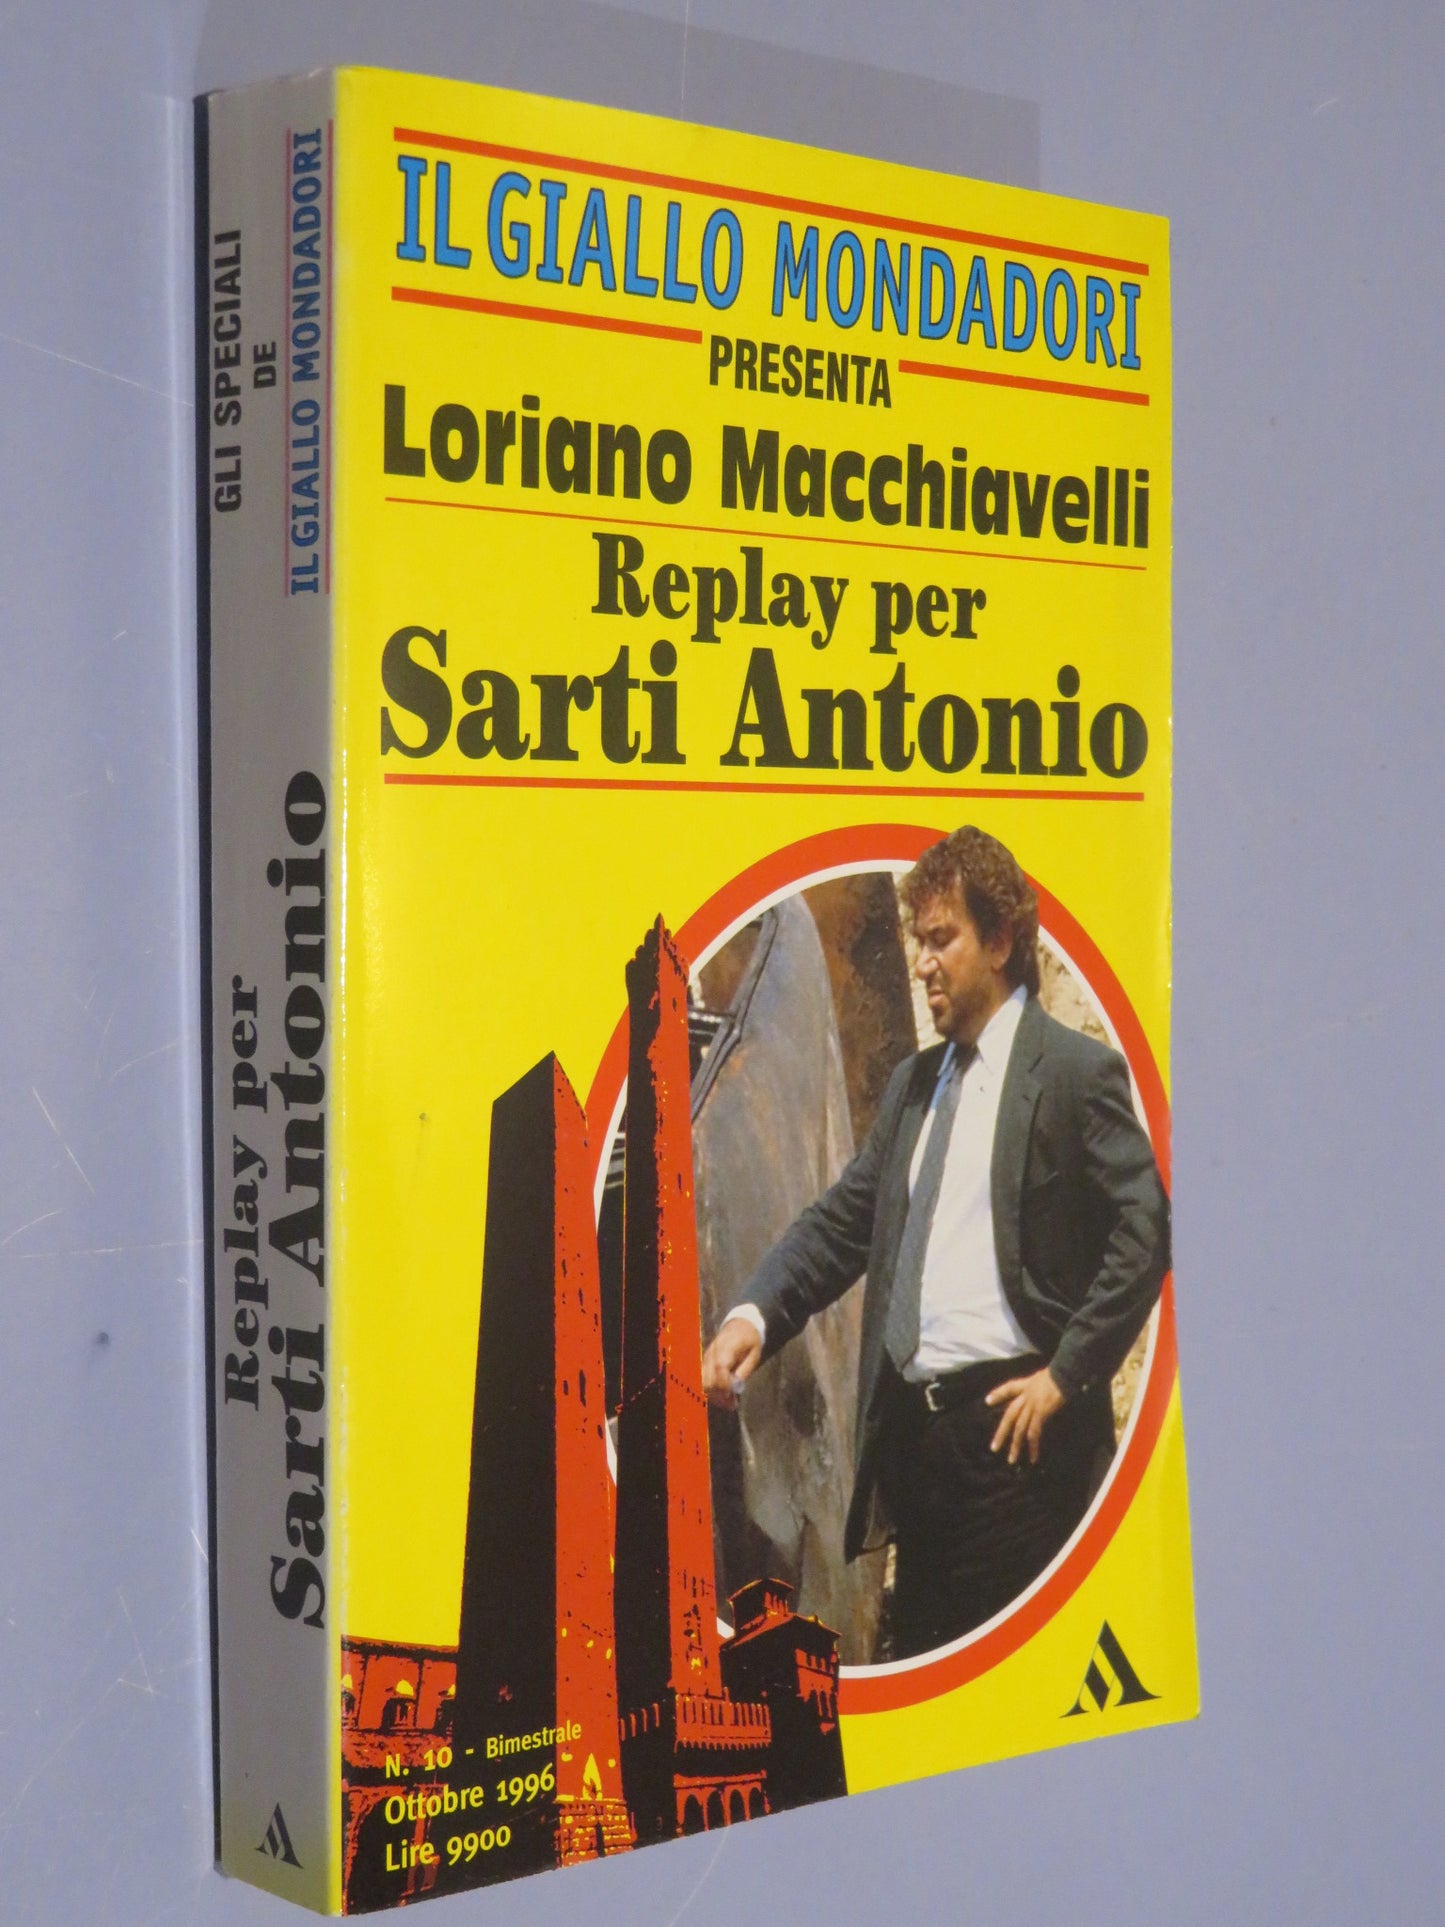 IL GIALLO MONDADORI
PRESENTA
Loriano Macchiavelli
Replay per
Sarti Antonio
N. 10 - Bimestrale
Ottobre 1996
Lire 9900
GLI SPECIALI
DE
IL GIALLO MONDADORI
Replay per
Sarti Antonio